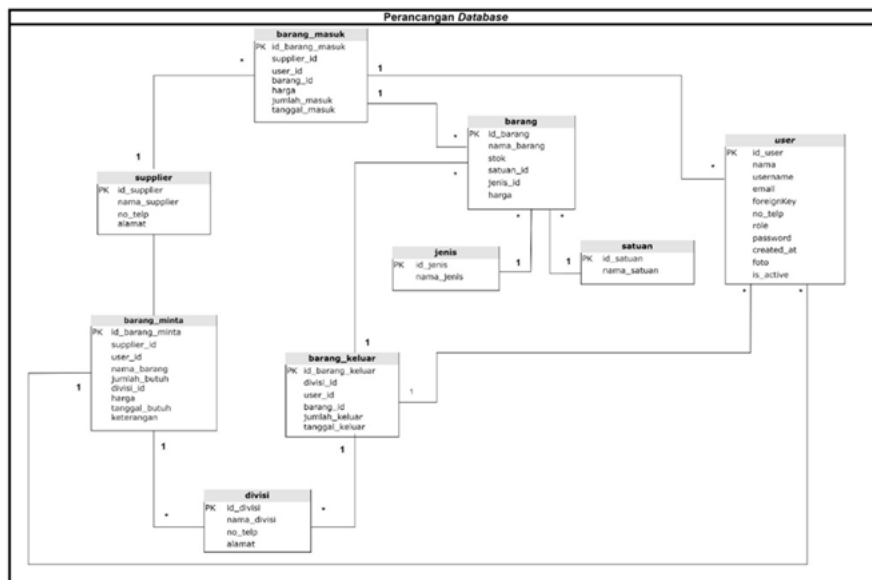 Perancangan Database
barang_masuk
PK id_barang_masuk
supplier_id
user_id
barang_id
harga
jumlah_masuk
tanggal_masuk
*
1
1
1
*
*
*
supplier
PK id_supplier
nama_supplier
no_telp
alamat
barang
PK id_barang
nama_barang
stok
satuan_id
jenis_id
harga
*
*
user
PK id_user
nama
username
email
foreignKey
no_telp
role
password
created_at
foto
is_active
*
*
jenis
PK id_jenis
nama_jenis
1
satuan
PK id_satuan
nama_satuan
1
barang_minta
PK id_barang_minta
supplier_id
user_id
nama_barang
jumlah_butuh
divisi_id
harga
tanggal_butuh
keterangan
1
1
barang_keluar
PK id_barang_keluar
divisi_id
user_id
barang_id
jumlah_keluar
tanggal_keluar
1
1
1
divisi
PK id_divisi
nama_divisi
no_telp
alamat
*
*